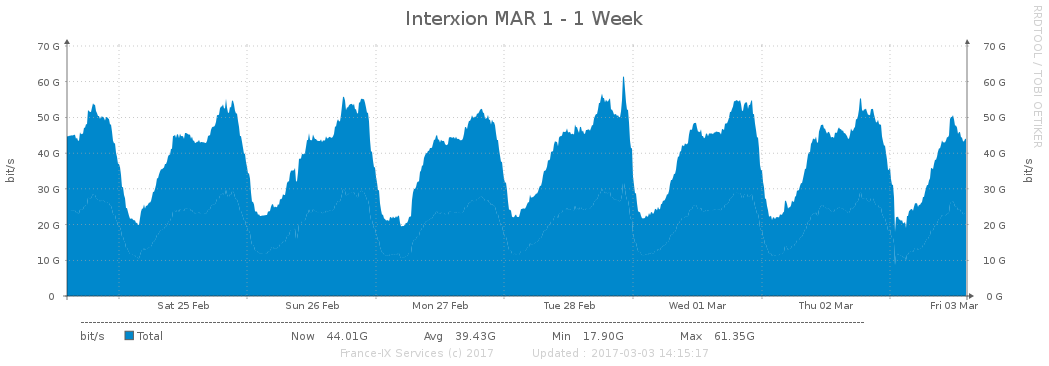 Interxion MAR 1 - 1 Week
RRDTOOL / TOBI OETIKER
70 G 70 G
60 G 60 G
50 G 50 G
40 G 40 G
30 G 30 G
20 G 20 G
10 G 10 G
0 0 G
bit/s bit/s
Sat 25 Feb Sun 26 Feb Mon 27 Feb Tue 28 Feb Wed 01 Mar Thu 02 Mar Fri 03 Mar
bit/s Total Now 44.01G Avg 39.43G Min 17.90G Max 61.35G
France-IX Services (c) 2017 Updated : 2017-03-03 14:15:17